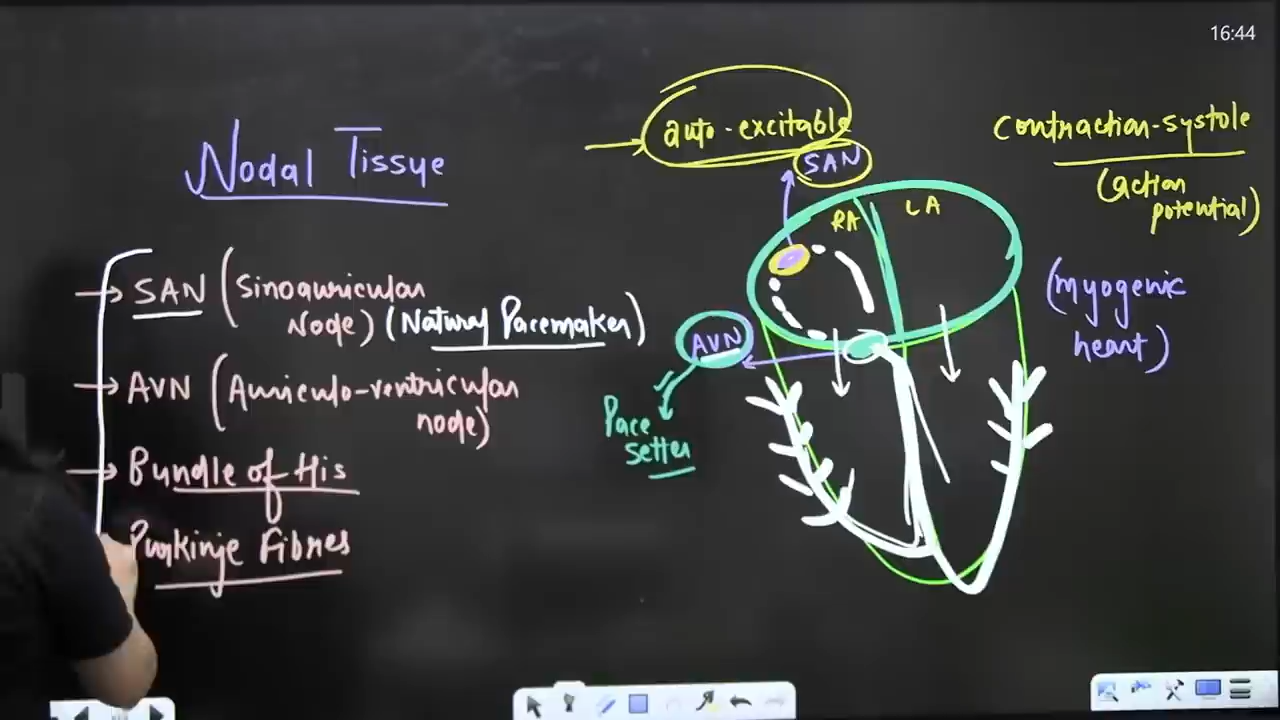 16:44
Nodal Tissue
SAN (Sinoauricular
Node) (Natural Pacemaker)
AVN (Auriculo-ventricular
node)
Bundle of His
Purkinje Fibres
auto-excitable
SAN
RA
LA
AVN
Pace
setter
Contraction-systole
(action
potential)
(myogenic
heart)